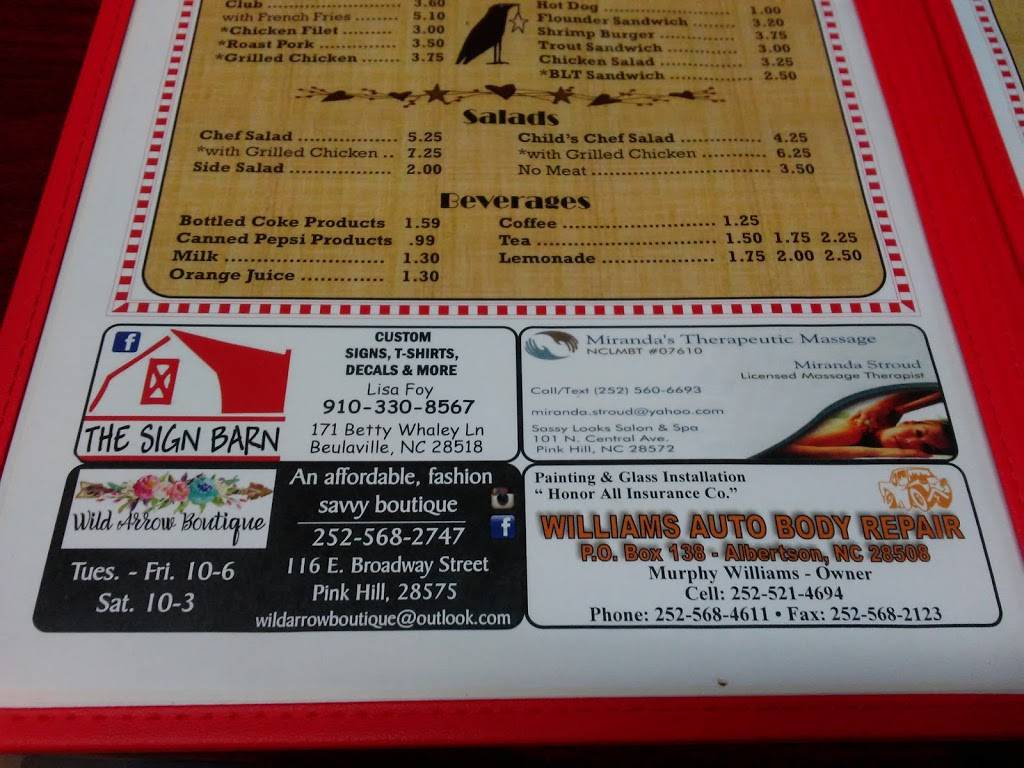 Club ................ 3.60
with French Fries ..... 5.10
*Chicken Filet ......... 3.00
*Roast Pork ............ 3.50
*Grilled Chicken ....... 3.75
Hot Dog ......................... 1.00
Flounder Sandwich ............ 3.20
Shrimp Burger ................. 3.75
Trout Sandwich ................ 3.00
Chicken Salad .................. 3.25
*BLT Sandwich .................. 2.50
Salads
Chef Salad .................. 5.25
*with Grilled Chicken .. 7.25
Side Salad .................. 2.00
Child's Chef Salad .............. 4.25
*with Grilled Chicken ............ 6.25
No Meat ................................ 3.50
Beverages
Bottled Coke Products 1.59
Canned Pepsi Products .99
Milk ............................ 1.30
Orange Juice ............. 1.30
Coffee ............................ 1.25
Tea ................................. 1.50 1.75 2.25
Lemonade .................... 1.75 2.00 2.50
f
CUSTOM
SIGNS, T-SHIRTS,
DECALS & MORE
Lisa Foy
910-330-8567
171 Betty Whaley Ln
Beulaville, NC 28518
THE SIGN BARN
Miranda's Therapeutic Massage
NCLMBT #07610
Miranda Stroud
Licensed Massage Therapist
Call/Text (252) 560-6693
miranda.stroud@yahoo.com
Sassy Looks Salon & Spa
101 N. Central Ave.
Pink Hill, NC 28572
Wild Arrow Boutique
Tues. - Fri. 10-6
Sat. 10-3
An affordable, fashion
savvy boutique
252-568-2747
116 E. Broadway Street
Pink Hill, 28575
wildarrowboutique@outlook.com
f
Painting & Glass Installation
“ Honor All Insurance Co.”
WILLIAMS AUTO BODY REPAIR
P.O. Box 138 - Albertson, NC 28508
Murphy Williams - Owner
Cell: 252-521-4694
Phone: 252-568-4611 • Fax: 252-568-2123